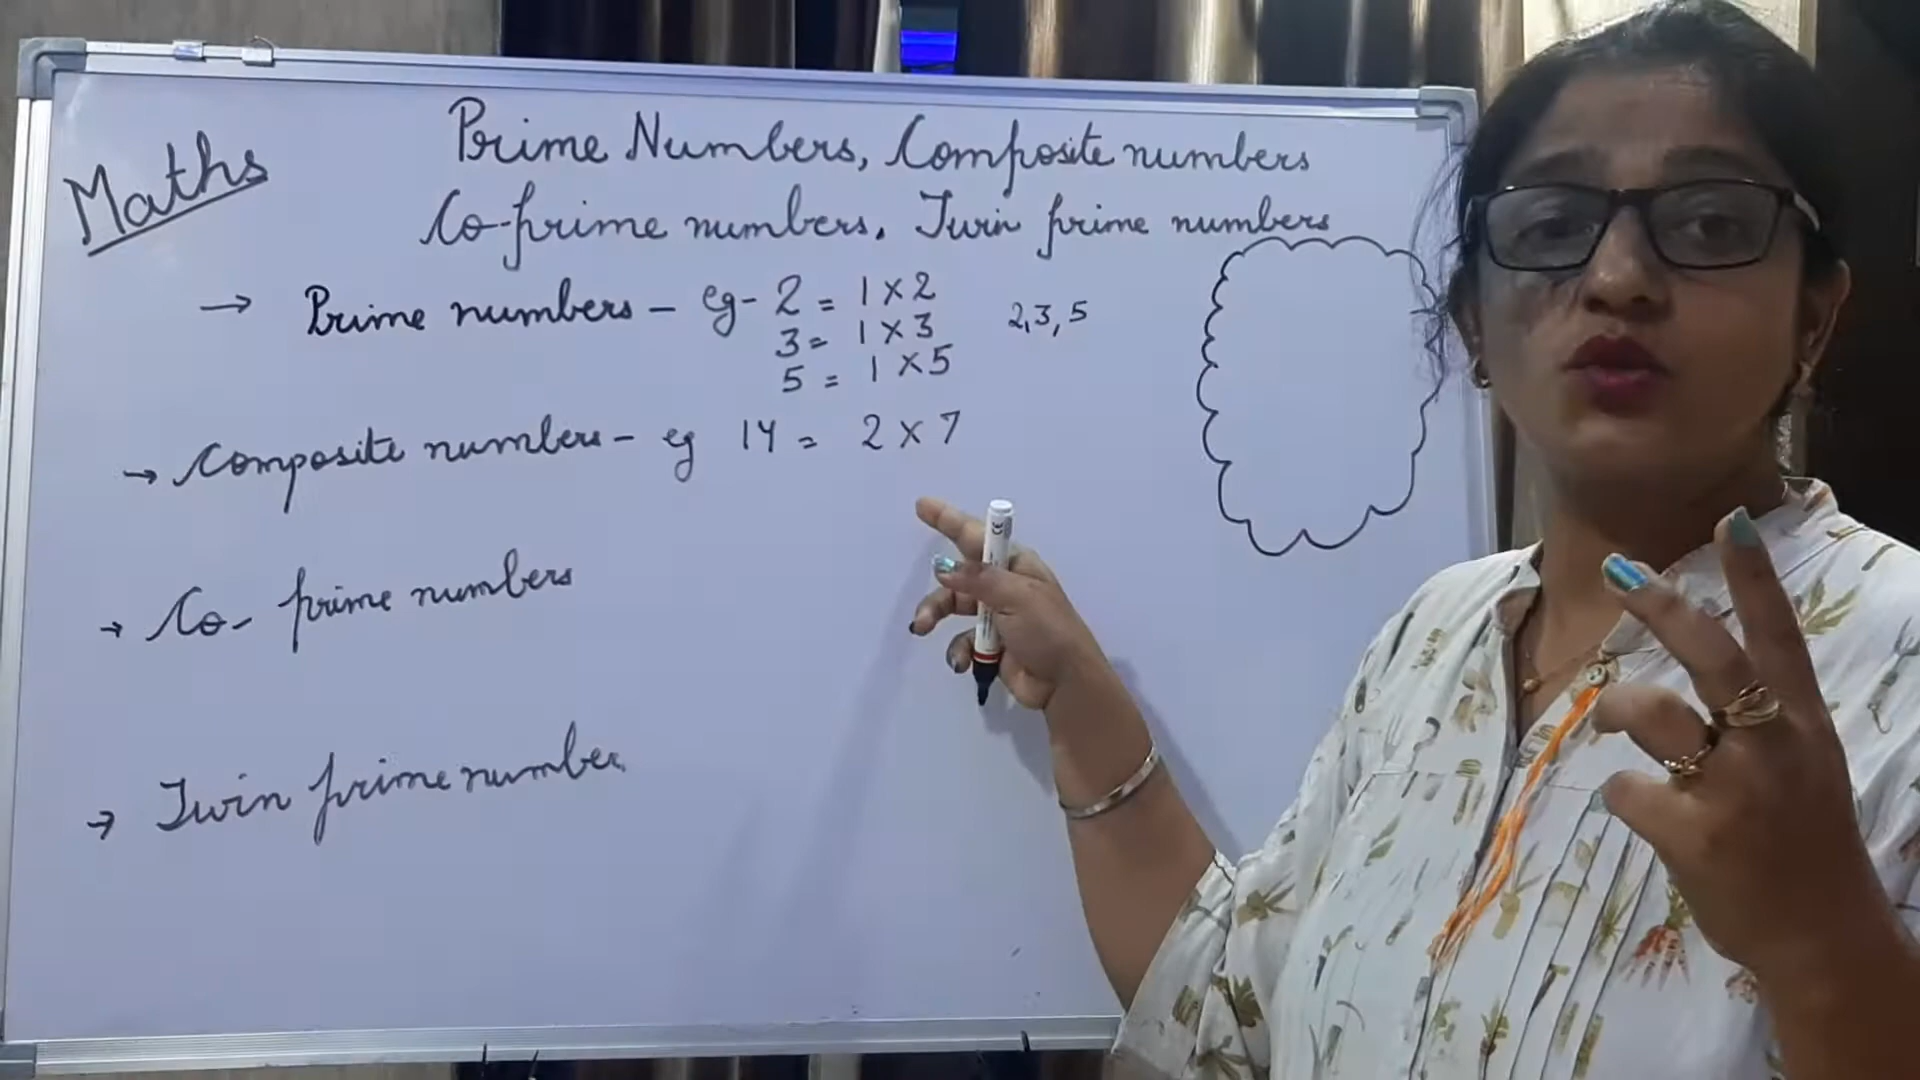 Maths
Prime Numbers, Composite numbers
Co-prime numbers, Twin prime numbers
→ Prime numbers - eg- 2 = 1 x 2
3 = 1 x 3
5 = 1 x 5
2,3,5
→ Composite numbers - eg 14 = 2 x 7
→ Co-prime numbers
→ Twin prime number